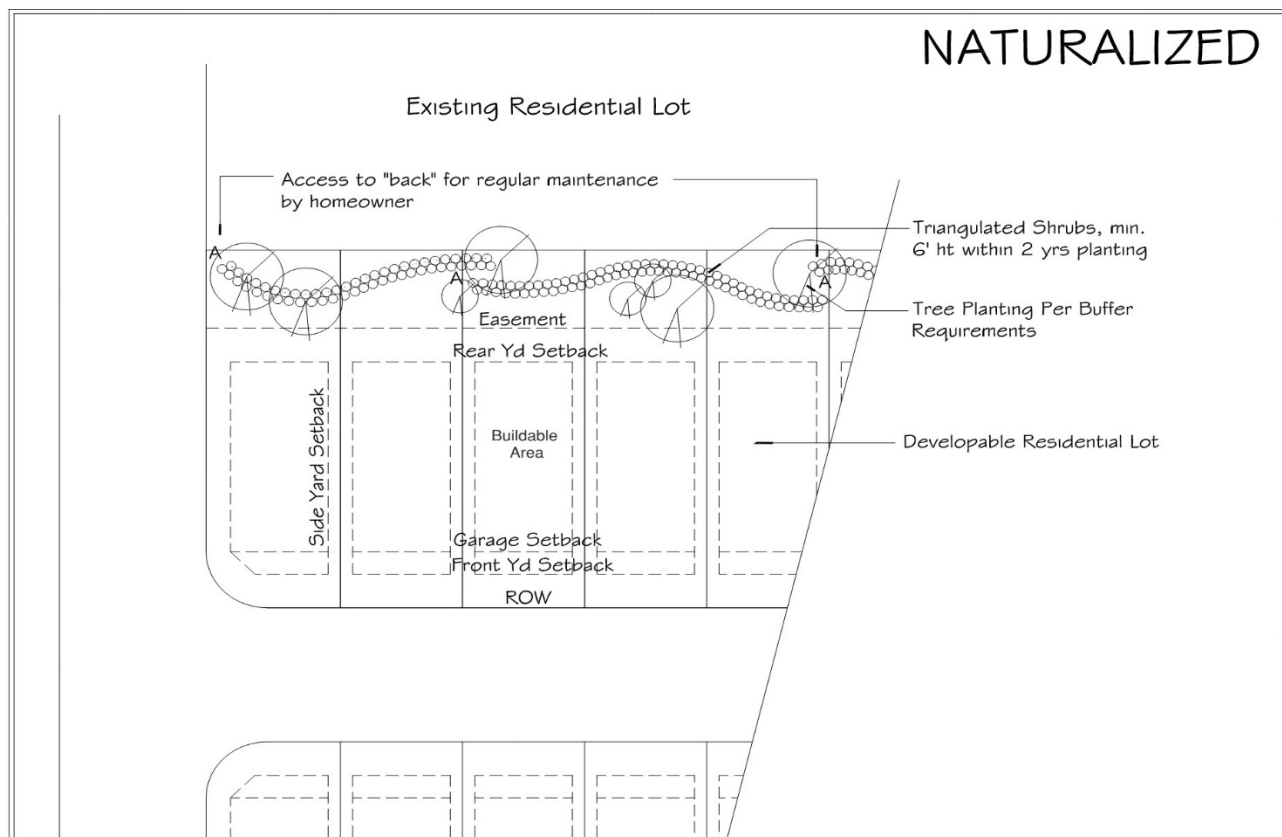 NATURALIZED
Existing Residential Lot
Access to "back" for regular maintenance
by homeowner
Triangulated Shrubs, min.
6' ht within 2 yrs planting
A
A
A
Tree Planting Per Buffer
Requirements
Easement
Rear Yd Setback
Side Yard Setback
Buildable
Area
Developable Residential Lot
Garage Setback
Front Yd Setback
ROW